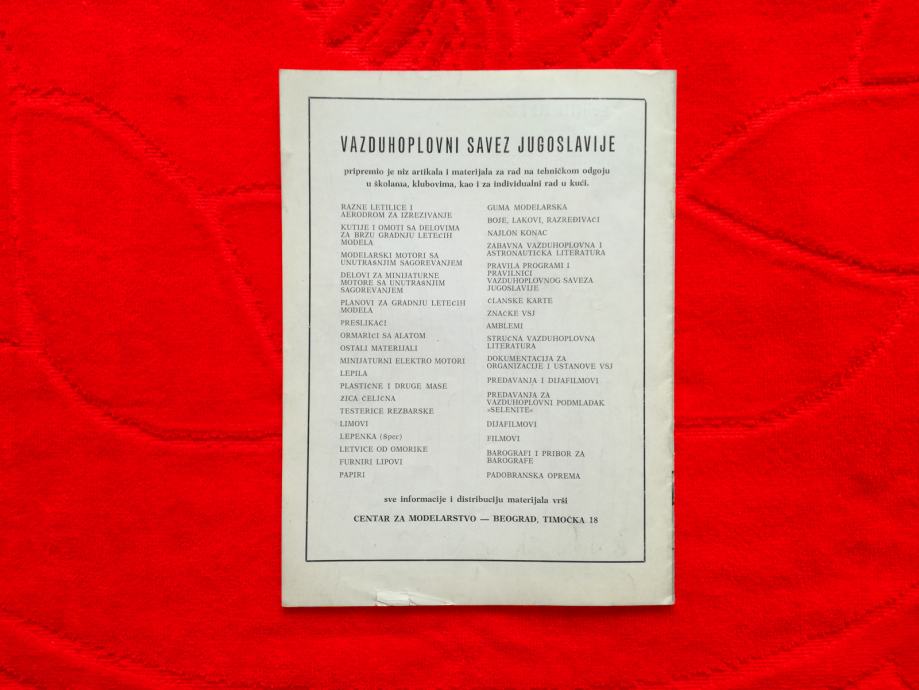 VAZDUHOPLOVNI SAVEZ JUGOSLAVIJE
pripremio je niz artikala i materijala za rad na tehničkom odgoju
u školama, klubovima, kao i za individualni rad u kući.
RAZNE LETILICE I
AERODROM ZA IZREZIVANJE
KUTIJE I OMOTI SA DELOVIMA
ZA BRZU GRADNJU LETEĆIH
MODELA
MODELARSKI MOTORI SA
UNUTRAŠNJIM SAGOREVANJEM
DELOVI ZA MINIJATURNE
MOTORE SA UNUTRAŠNJIM
SAGOREVANJEM
PLANOVI ZA GRADNJU LETEĆIH
MODELA
PRESLIKAČI
ORMARIĆI SA ALATOM
OSTALI MATERIJALI
MINIJATURNI ELEKTRO MOTORI
LEPILA
PLASTIČNE I DRUGE MASE
ŽICA ČELIČNA
TESTERICE REZBARSKE
LIMOVI
LEPENKA (Šper)
LETVICE OD OMORIKE
FURNIRI LIPOVI
PAPIRI
GUMA MODELARSKA
BOJE, LAKOVI, RAZREĐIVAČI
NAJLON KONAC
ZABAVNA VAZDUHOPLOVNA I
ASTRONAUTIČKA LITERATURA
PRAVILA PROGRAMI I
PRAVILNICI
VAZDUHOPLOVNOG SAVEZA
JUGOSLAVIJE
ČLANSKE KARTE
ZNAČKE VSJ
AMBLEMI
STRUČNA VAZDUHOPLOVNA
LITERATURA
DOKUMENTACIJA ZA
ORGANIZACIJE I USTANOVE VSJ
PREDAVANJA I DIJAFILMOVI
PREDAVANJA ZA
VAZDUHOPLOVNI PODMLADAK
»SELENITE«
DIJAFILMOVI
FILMOVI
BAROGRAFI I PRIBOR ZA
BAROGRAFE
PADOBRANSKA OPREMA
sve informacije i distribuciju materijala vrši
CENTAR ZA MODELARSTVO — BEOGRAD, TIMOČKA 18